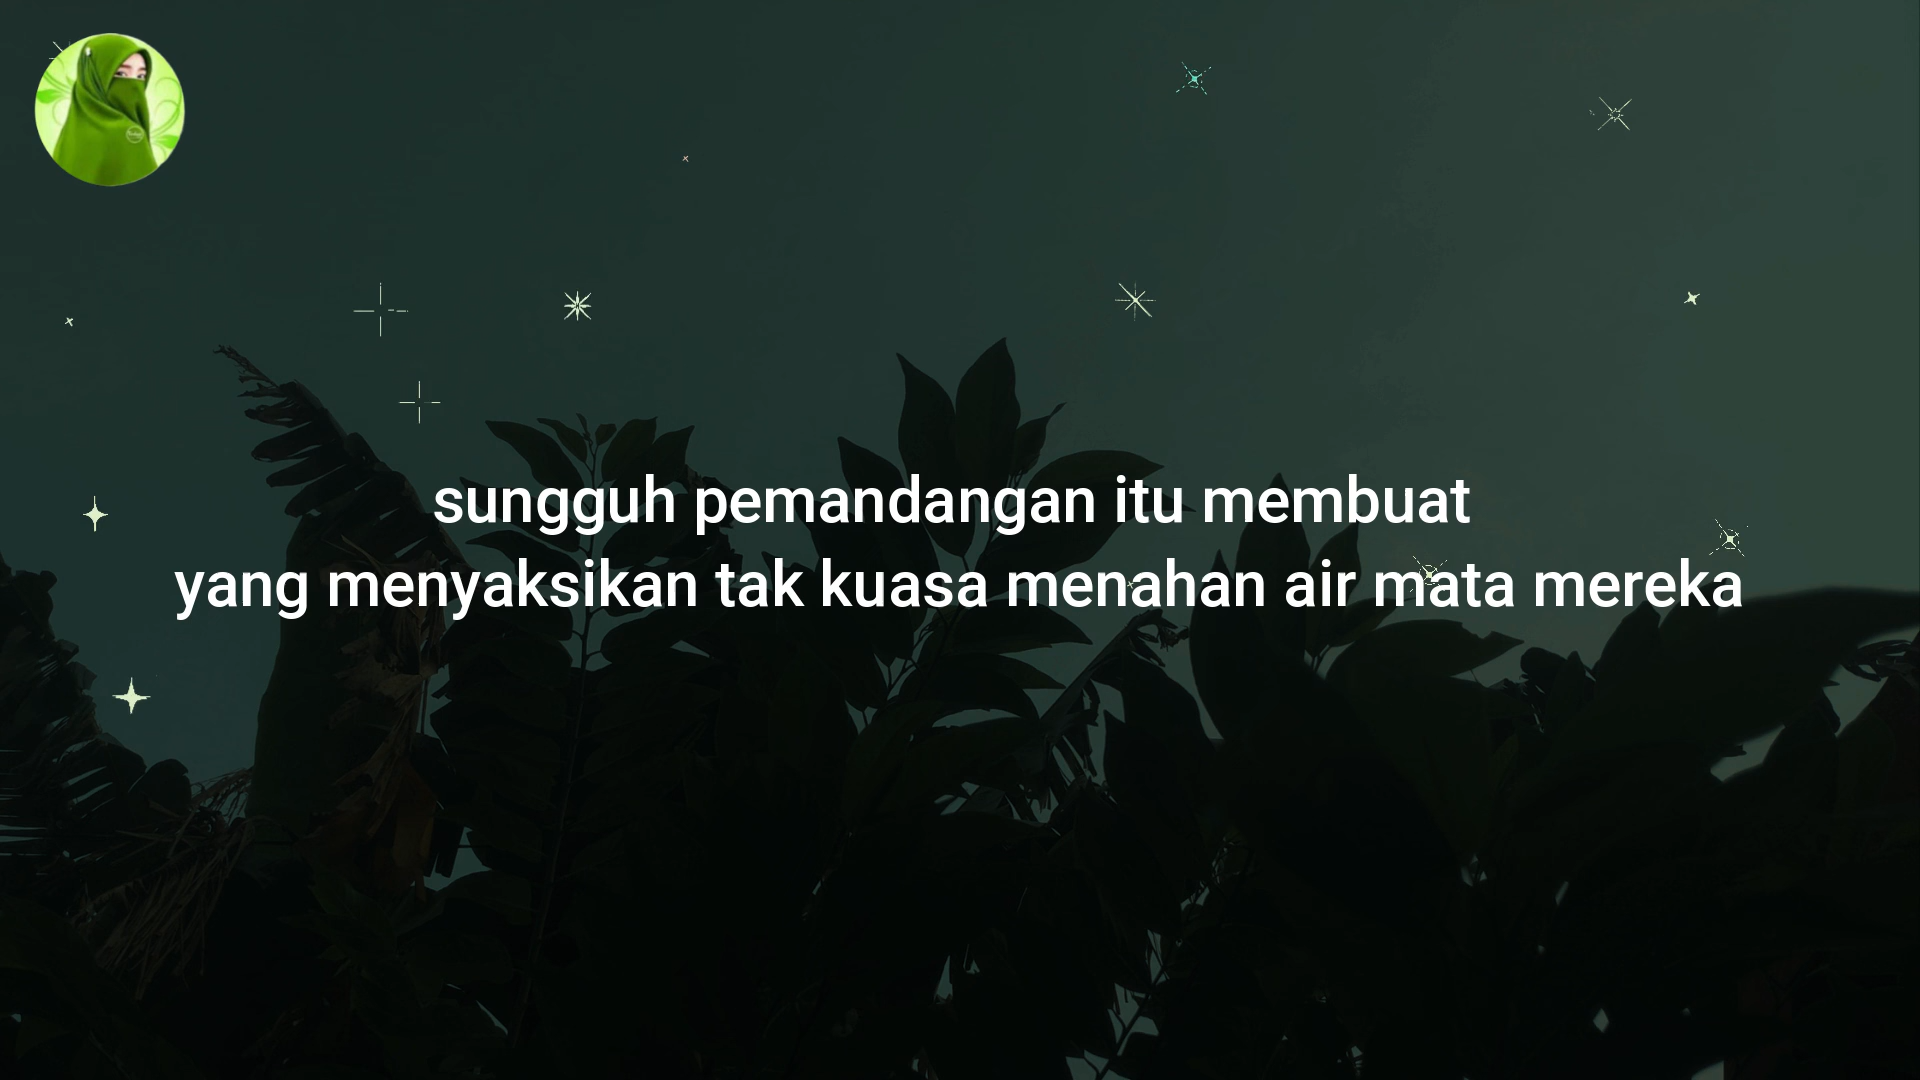 sungguh pemandangan itu membuat
yang menyaksikan tak kuasa menahan air mata mereka